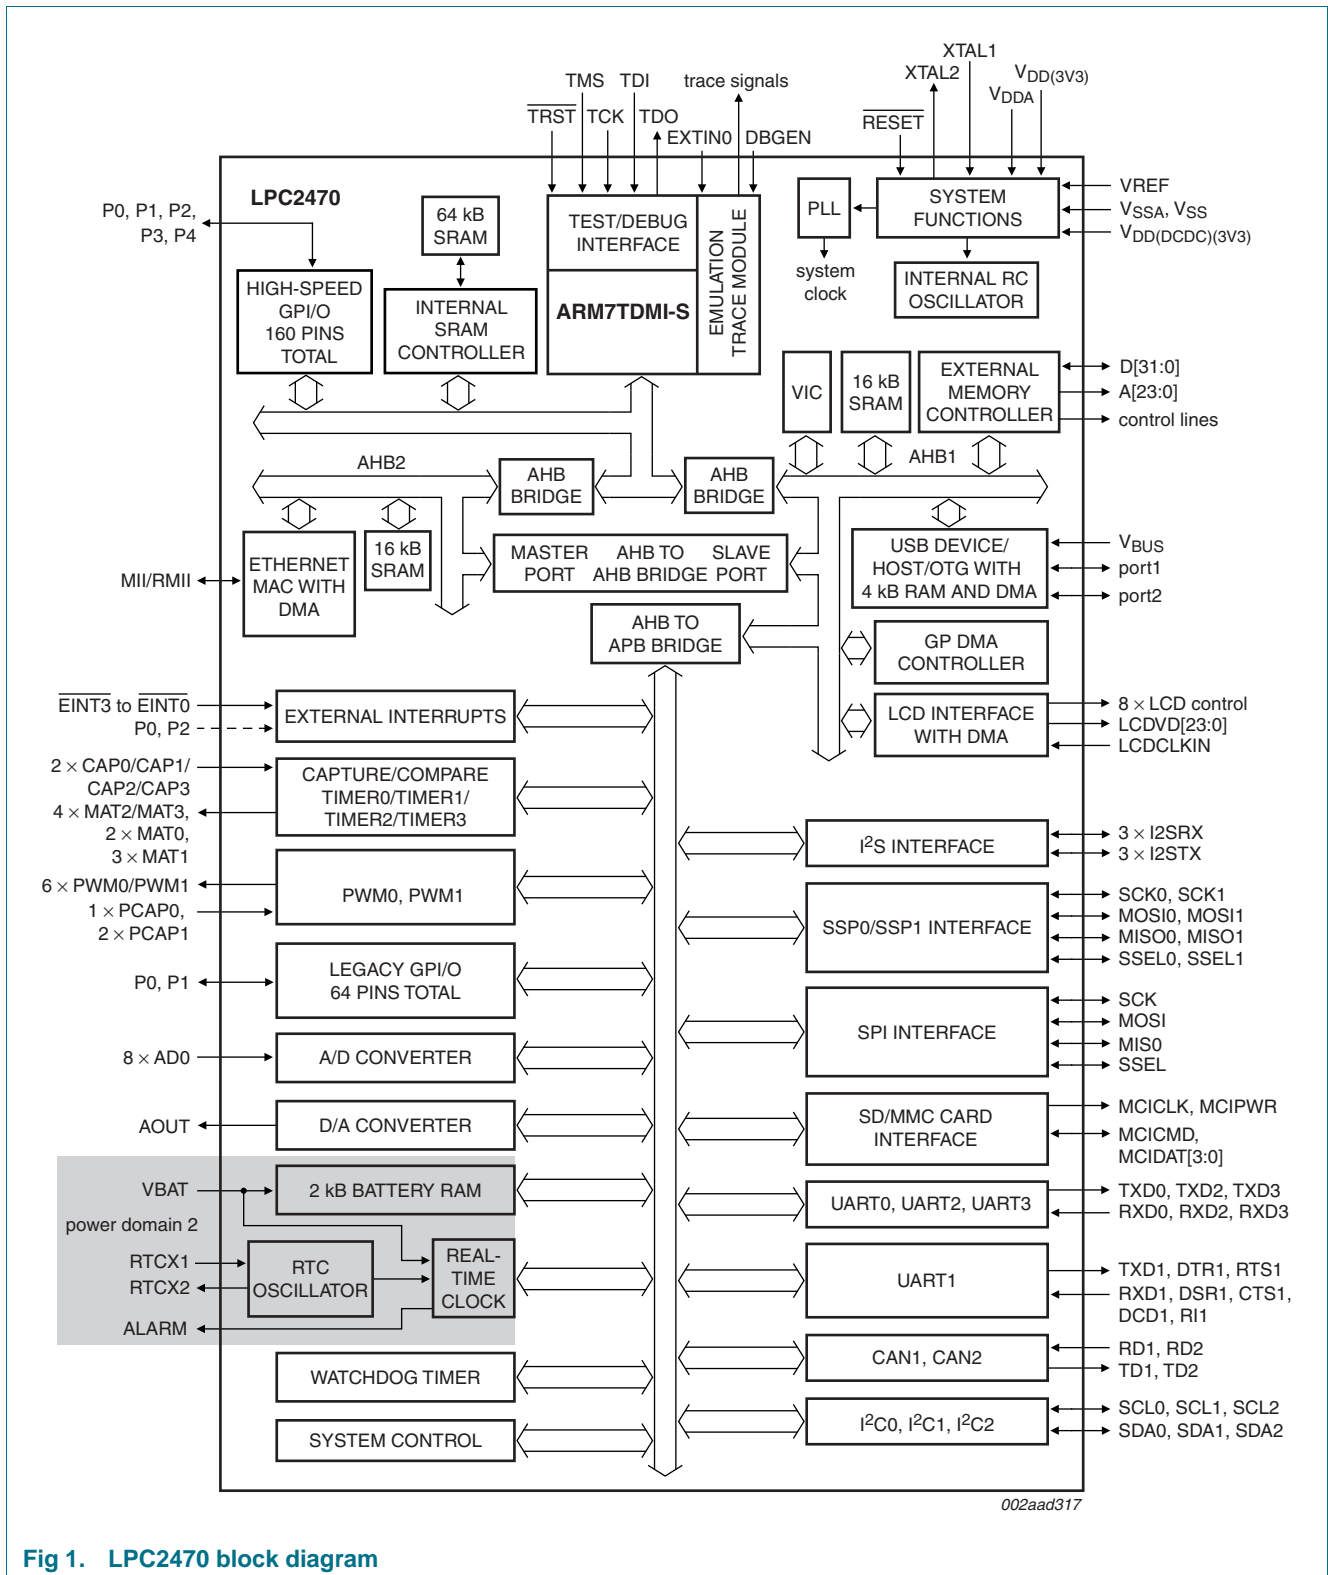 XTAL1
XTAL2
VDD(3V3)
TMS
TDI
trace signals
VDDA
TRST
TCK
TDO
RESET
EXTIN0
DBGEN
LPC2470
P0, P1, P2,
P3, P4
64 kB
SRAM
TEST/DEBUG
INTERFACE
EMULATION
TRACE MODULE
PLL
SYSTEM
FUNCTIONS
VREF
VSSA, VSS
VDD(DCDC)(3V3)
system
clock
INTERNAL RC
OSCILLATOR
HIGH-SPEED
GPI/O
160 PINS
TOTAL
INTERNAL
SRAM
CONTROLLER
ARM7TDMI-S
VIC
16 kB
SRAM
EXTERNAL
MEMORY
CONTROLLER
D[31:0]
A[23:0]
control lines
AHB2
AHB
BRIDGE
AHB
BRIDGE
AHB1
ETHERNET
MAC WITH
DMA
16 kB
SRAM
MASTER
PORT
AHB TO
AHB BRIDGE
SLAVE
PORT
USB DEVICE/
HOST/OTG WITH
4 kB RAM AND DMA
VBUS
port1
port2
MII/RMII
AHB TO
APB BRIDGE
GP DMA
CONTROLLER
LCD INTERFACE
WITH DMA
8 × LCD control
LCDVD[23:0]
LCDCLKIN
EINT3 to EINT0
P0, P2
EXTERNAL INTERRUPTS
2 × CAP0/CAP1/
CAP2/CAP3
4 × MAT2/MAT3,
2 × MAT0,
3 × MAT1
CAPTURE/COMPARE
TIMER0/TIMER1/
TIMER2/TIMER3
I2S INTERFACE
3 × I2SRX
3 × I2STX
6 × PWM0/PWM1
1 × PCAP0,
2 × PCAP1
PWM0, PWM1
SSP0/SSP1 INTERFACE
SCK0, SCK1
MOSI0, MOSI1
MISO0, MISO1
SSEL0, SSEL1
P0, P1
LEGACY GPI/O
64 PINS TOTAL
SPI INTERFACE
SCK
MOSI
MIS0
SSEL
8 × AD0
A/D CONVERTER
AOUT
D/A CONVERTER
SD/MMC CARD
INTERFACE
MCICLK, MCIPWR
MCICMD,
MCIDAT[3:0]
VBAT
2 kB BATTERY RAM
UART0, UART2, UART3
TXD0, TXD2, TXD3
RXD0, RXD2, RXD3
power domain 2
RTCX1
RTCX2
RTC
OSCILLATOR
REAL-
TIME
CLOCK
ALARM
UART1
TXD1, DTR1, RTS1
RXD1, DSR1, CTS1,
DCD1, RI1
WATCHDOG TIMER
CAN1, CAN2
RD1, RD2
TD1, TD2
SYSTEM CONTROL
I2C0, I2C1, I2C2
SCL0, SCL1, SCL2
SDA0, SDA1, SDA2
002aad317
Fig 1. LPC2470 block diagram